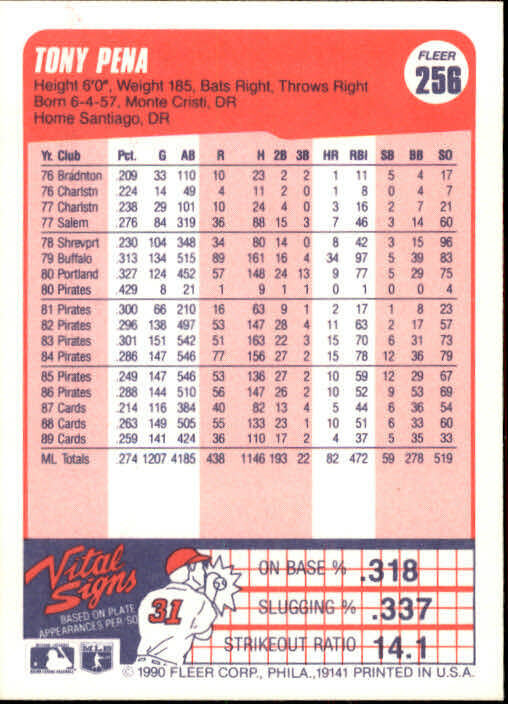 TONY PENA
FLEER
256
Height 6'0", Weight 185, Bats Right, Throws Right
Born 6-4-57, Monte Cristi, DR
Home Santiago, DR
Yr. Club Pct. G AB R H 2B 3B HR RBI SB BB SO
76 Bradnton .209 33 110 10 23 2 2 1 11 5 4 17
76 Charlstn .224 14 49 4 11 2 0 1 8 0 4 7
77 Charlstn .238 29 101 10 24 4 0 3 16 2 7 21
77 Salem .276 84 319 36 88 15 3 7 46 3 14 60
78 Shrevprt .230 104 348 34 80 14 0 8 42 3 15 96
79 Buffalo .313 134 515 89 161 16 4 34 97 5 39 83
80 Portland .327 124 452 57 148 24 13 9 77 5 29 75
80 Pirates .429 8 21 1 9 1 1 0 1 0 0 4
81 Pirates .300 66 210 16 63 9 1 2 17 1 8 23
82 Pirates .296 138 497 53 147 28 4 11 63 2 17 57
83 Pirates .301 151 542 51 163 22 3 15 70 6 31 73
84 Pirates .286 147 546 77 156 27 2 15 78 12 36 79
85 Pirates .249 147 546 53 136 27 2 10 59 12 29 67
86 Pirates .288 144 510 56 147 26 2 10 52 9 53 69
87 Cards .214 116 384 40 82 13 4 5 44 6 36 54
88 Cards .263 149 505 55 133 23 1 10 51 6 33 60
89 Cards .259 141 424 36 110 17 2 4 37 5 35 33
ML Totals .274 1207 4185 438 1146 193 22 82 472 59 278 519
Vital Signs
BASED ON PLATE
APPEARANCES PER '90
31
ON BASE % .318
SLUGGING % .337
STRIKEOUT RATIO 14.1
© 1990 FLEER CORP., PHILA., 19141 PRINTED IN U.S.A.